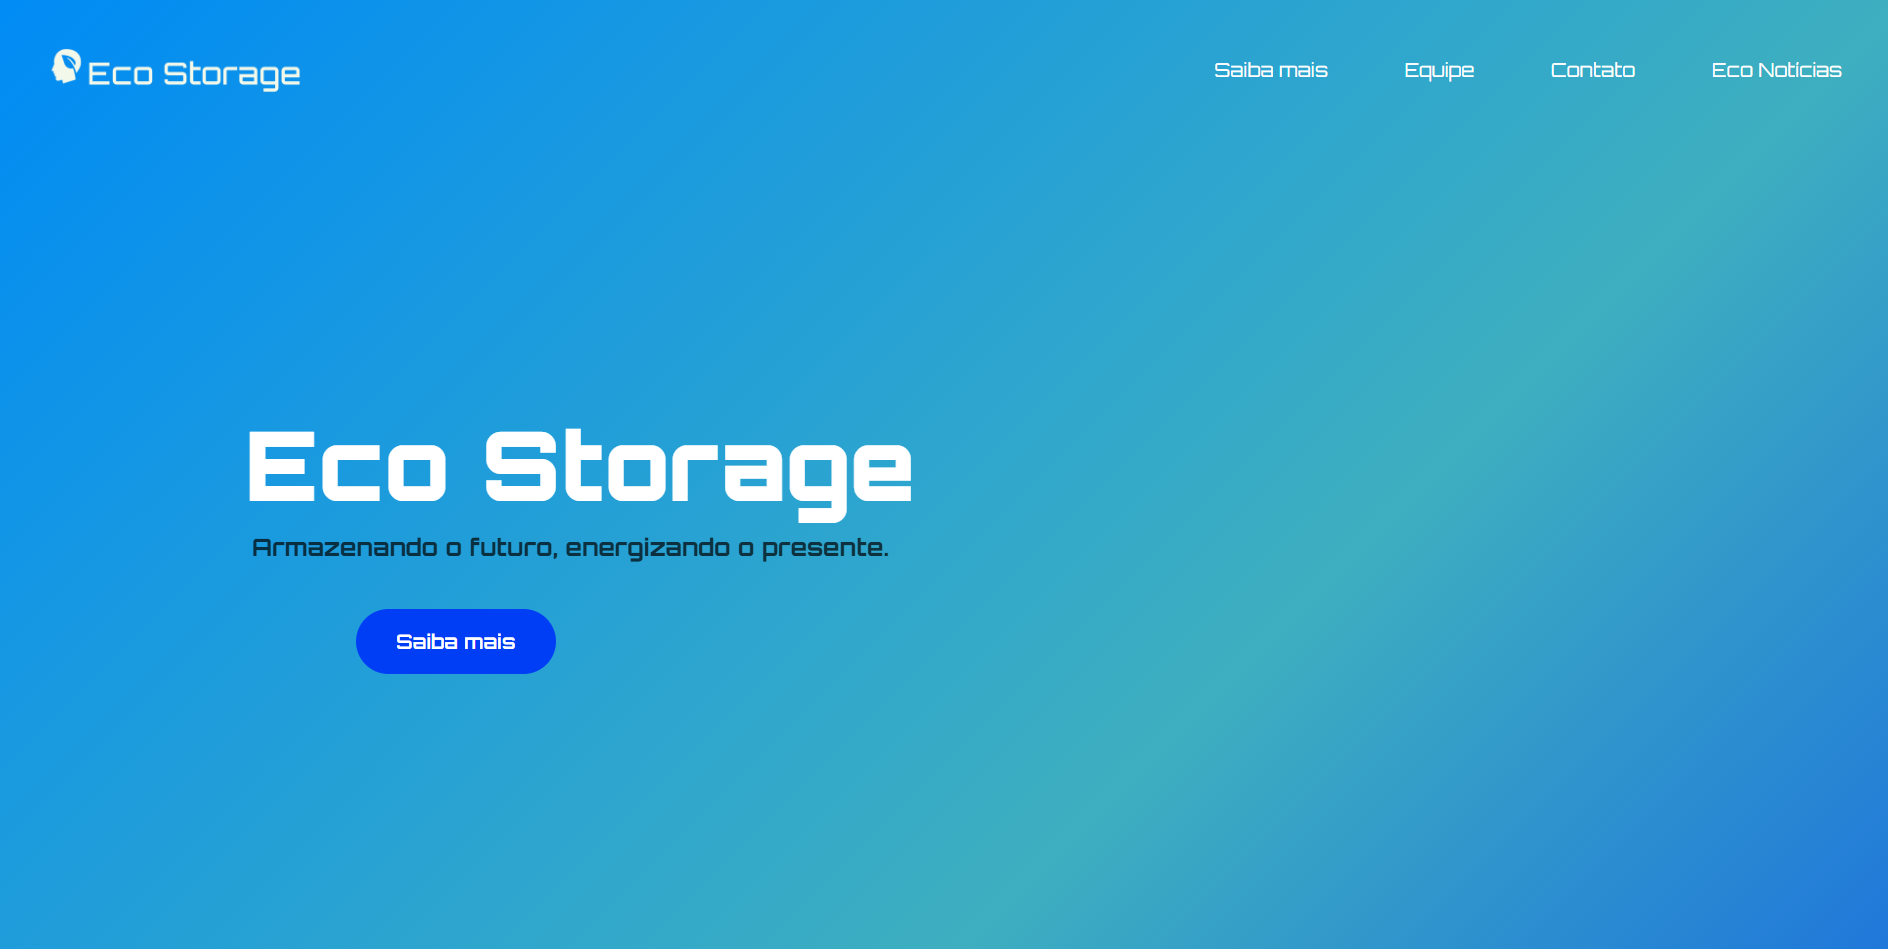 Eco Storage
Saiba mais Equipe Contato Eco Notícias
Eco Storage
Armazenando o futuro, energizando o presente.
Saiba mais